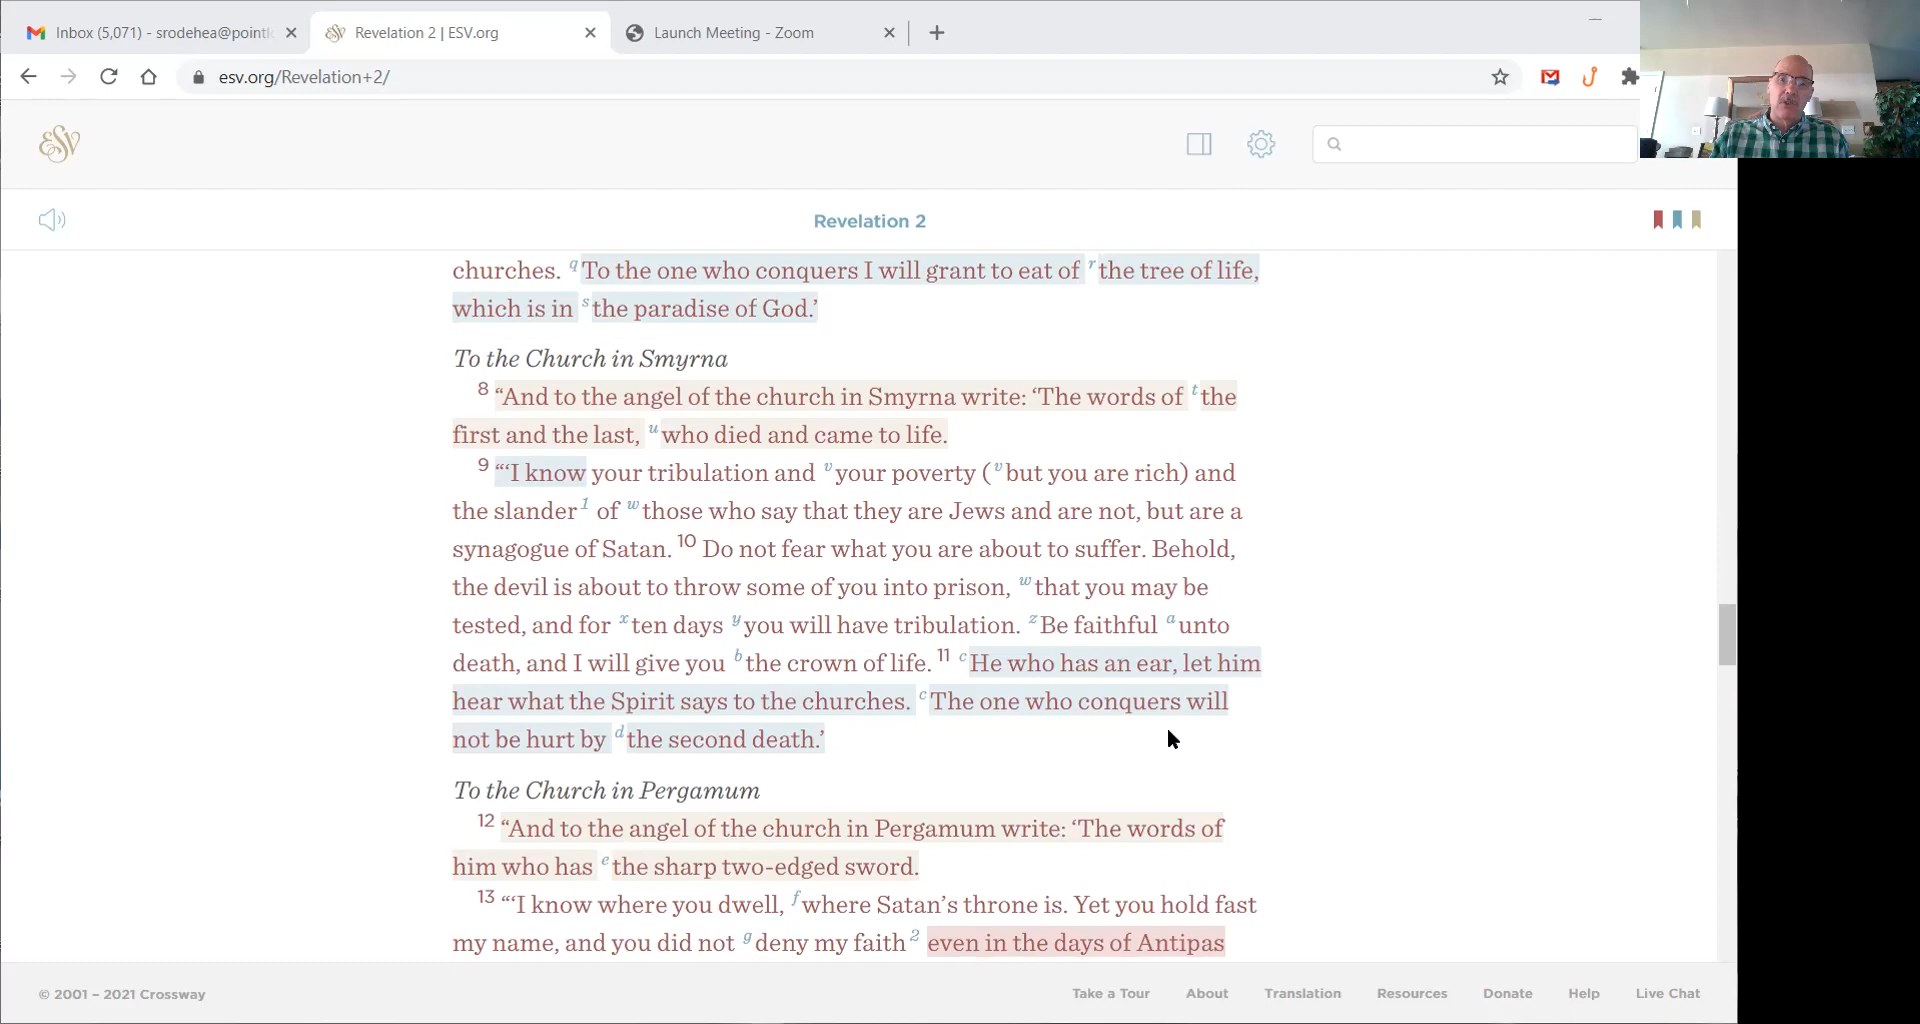 Inbox (5,071) - srodehea@pointl
Revelation 2 | ESV.org
Launch Meeting - Zoom
esv.org/Revelation+2/
ESV
Revelation 2
churches. q To the one who conquers I will grant to eat of r the tree of life,
which is in s the paradise of God.’
To the Church in Smyrna
8 “And to the angel of the church in Smyrna write: ‘The words of t the
first and the last, u who died and came to life.
9 “‘I know your tribulation and v your poverty (v but you are rich) and
the slander1 of w those who say that they are Jews and are not, but are a
synagogue of Satan. 10 Do not fear what you are about to suffer. Behold,
the devil is about to throw some of you into prison, w that you may be
tested, and for x ten days y you will have tribulation. z Be faithful a unto
death, and I will give you b the crown of life. 11 c He who has an ear, let him
hear what the Spirit says to the churches. c The one who conquers will
not be hurt by d the second death.’
To the Church in Pergamum
12 “And to the angel of the church in Pergamum write: ‘The words of
him who has e the sharp two-edged sword.
13 “‘I know where you dwell, f where Satan’s throne is. Yet you hold fast
my name, and you did not g deny my faith2 even in the days of Antipas
© 2001 – 2021 Crossway
Take a Tour About Translation Resources Donate Help Live Chat